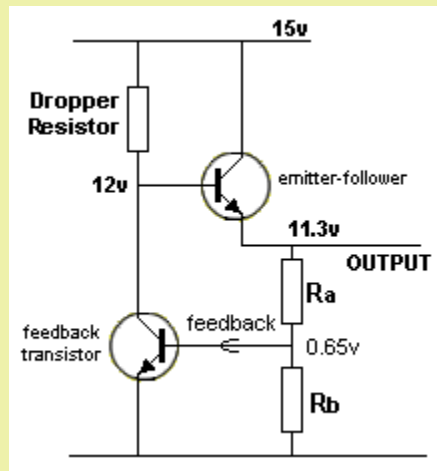 15v
Dropper
Resistor
12v
emitter-follower
11.3v
OUTPUT
Ra
feedback
feedback
transistor
0.65v
Rb